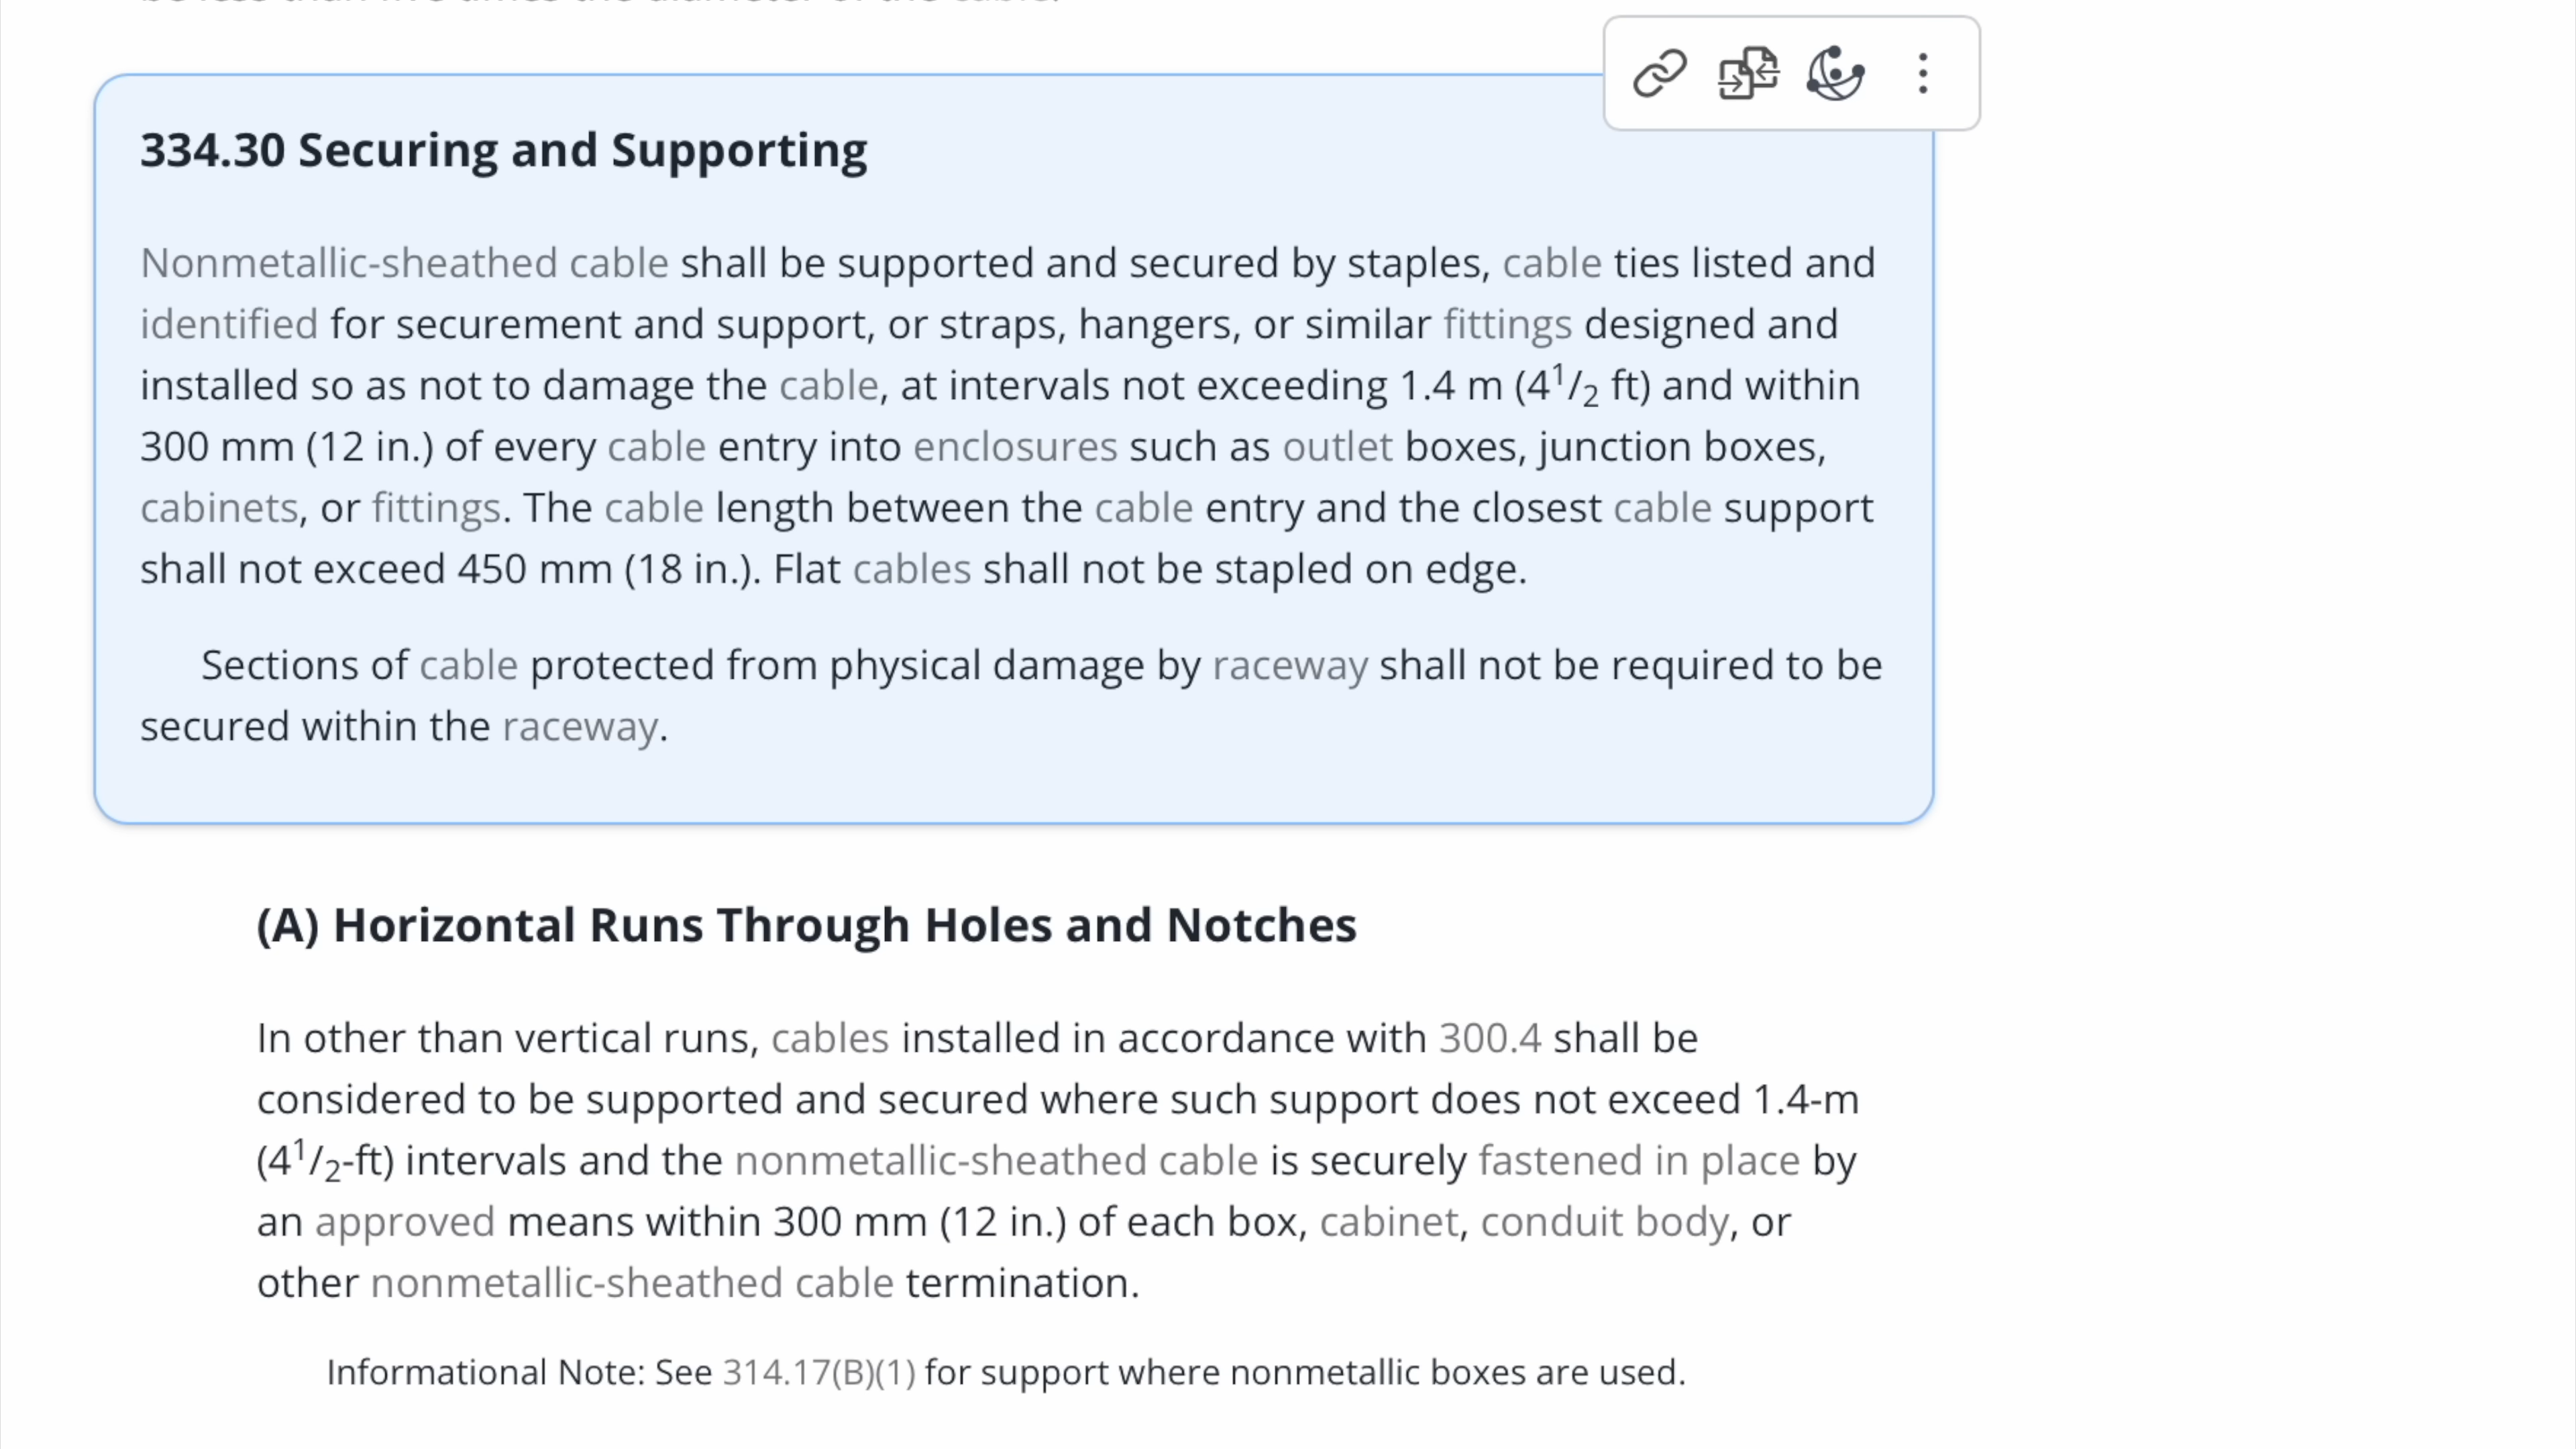 334.30 Securing and Supporting
Nonmetallic-sheathed cable shall be supported and secured by staples, cable ties listed and
identified for securement and support, or straps, hangers, or similar fittings designed and
installed so as not to damage the cable, at intervals not exceeding 1.4 m (4¹/₂ ft) and within
300 mm (12 in.) of every cable entry into enclosures such as outlet boxes, junction boxes,
cabinets, or fittings. The cable length between the cable entry and the closest cable support
shall not exceed 450 mm (18 in.). Flat cables shall not be stapled on edge.
Sections of cable protected from physical damage by raceway shall not be required to be
secured within the raceway.
(A) Horizontal Runs Through Holes and Notches
In other than vertical runs, cables installed in accordance with 300.4 shall be
considered to be supported and secured where such support does not exceed 1.4-m
(4¹/₂-ft) intervals and the nonmetallic-sheathed cable is securely fastened in place by
an approved means within 300 mm (12 in.) of each box, cabinet, conduit body, or
other nonmetallic-sheathed cable termination.
Informational Note: See 314.17(B)(1) for support where nonmetallic boxes are used.